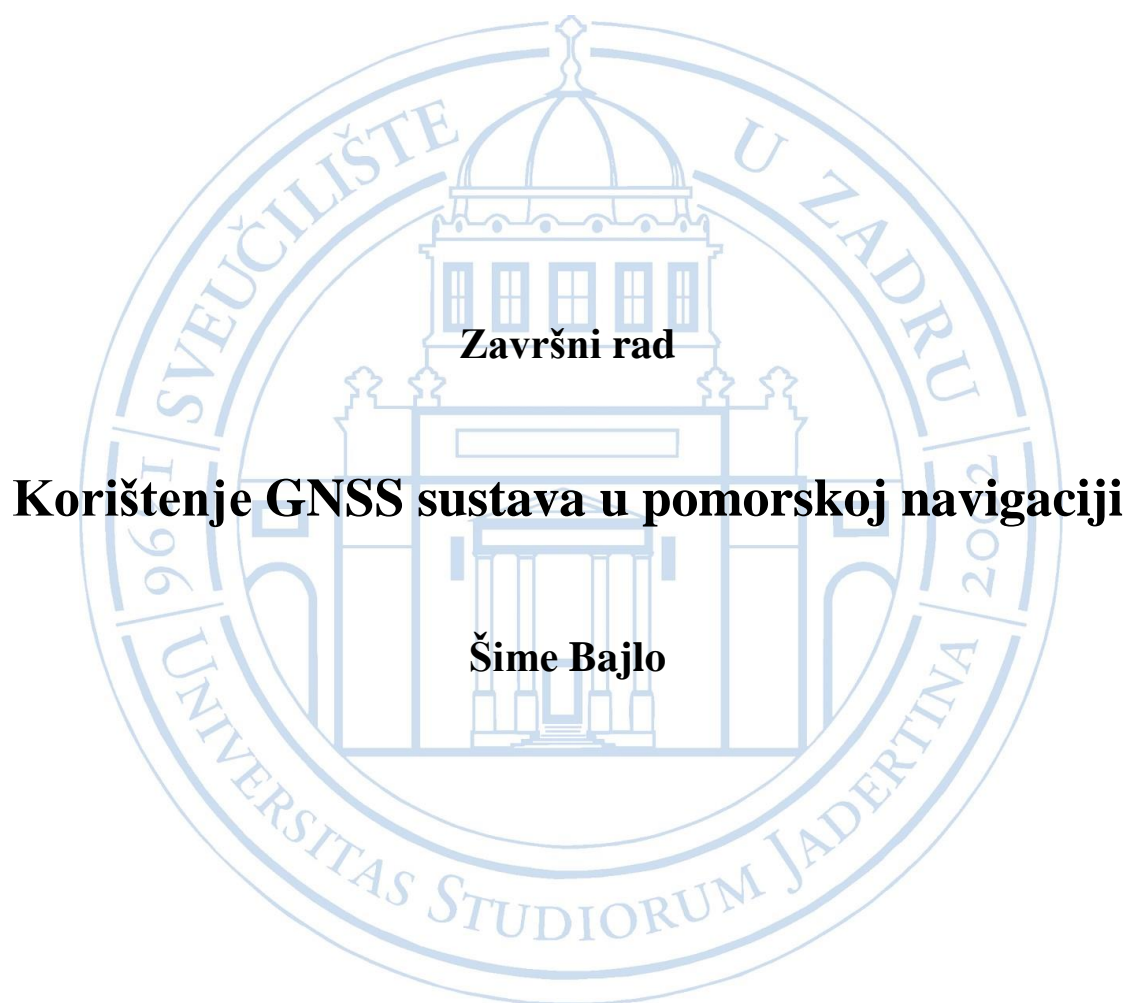 SVEUČILIŠTE U ZADRU
Završni rad
Korištenje GNSS sustava u pomorskoj navigaciji
1396
2002
Šime Bajlo
UNIVERSITAS STUDIORUM JADERTINA